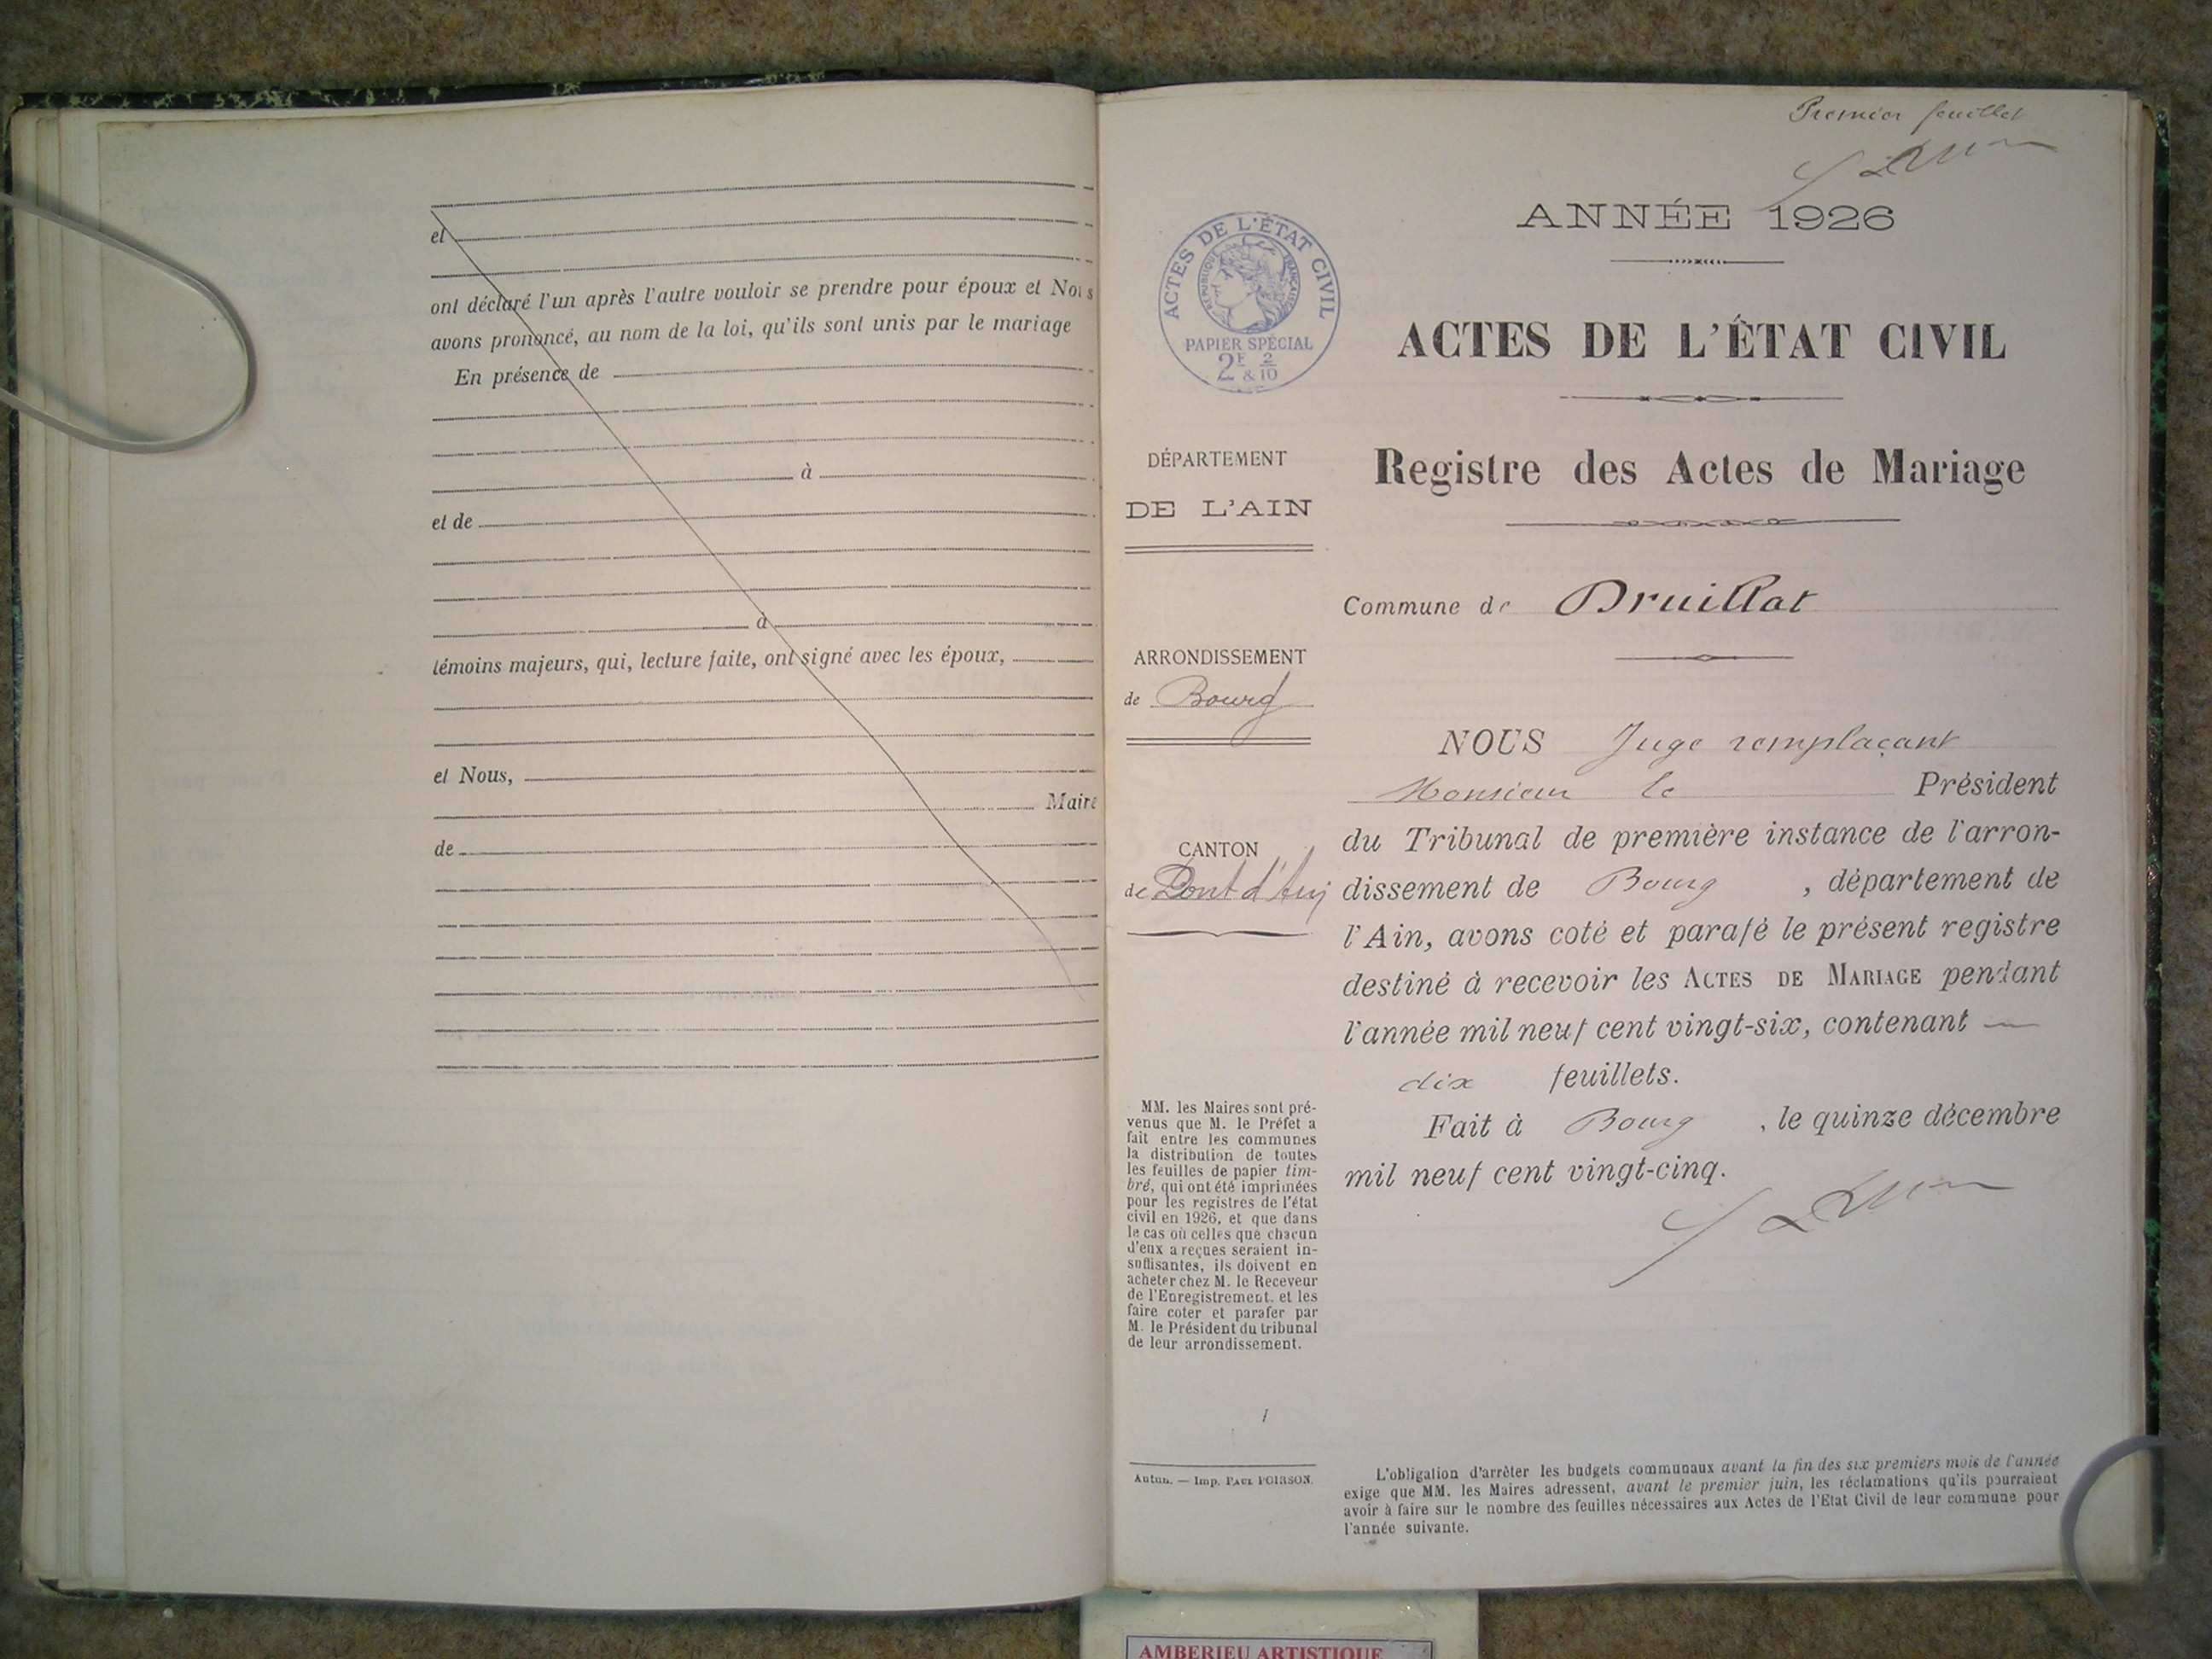 et
ont déclaré l'un après l'autre vouloir se prendre pour époux et Nous
avons prononcé, au nom de la loi, qu'ils sont unis par le mariage
En présence de
à
et de
à
témoins majeurs, qui, lecture faite, ont signé avec les époux,
et Nous,
Maire
de
Premier feuillet
ANNÉE 1926
ACTES DE L'ÉTAT CIVIL
RÉPUBLIQUE FRANÇAISE
PAPIER SPÉCIAL
2F & 2/10
ACTES DE L'ÉTAT CIVIL
Registre des Actes de Mariage
DÉPARTEMENT
DE L'AIN
Commune de Druillat
ARRONDISSEMENT
de Bourg
CANTON
de Pont d'Ain
NOUS Juge remplaçant
Monsieur le Président
du Tribunal de première instance de l'arron-
dissement de Bourg, département de
l'Ain, avons coté et parafé le présent registre
destiné à recevoir les ACTES DE MARIAGE pendant
l'année mil neuf cent vingt-six, contenant —
dix feuillets.
Fait à Bourg, le quinze décembre
mil neuf cent vingt-cinq.
MM. les Maires sont pré-
venus que M. le Préfet a
fait entre les communes
la distribution de toutes
les feuilles de papier tim-
bré, qui ont été imprimées
pour les registres de l'état
civil en 1926, et que dans
le cas où celles que chacun
d'eux a reçues seraient in-
suffisantes, ils doivent en
acheter chez M. le Receveur
de l'Enregistrement, et les
faire coter et parafer par
M. le Président du tribunal
de leur arrondissement.
1
Autun. — Imp. PAUL POIRSON.
L'obligation d'arrêter les budgets communaux avant la fin des six premiers mois de l'année
exige que MM. les Maires adressent, avant le premier juin, les réclamations qu'ils pourraient
avoir à faire sur le nombre des feuilles nécessaires aux Actes de l'Etat Civil de leur commune pour
l'année suivante.
AMBERIEU ARTISTIQUE